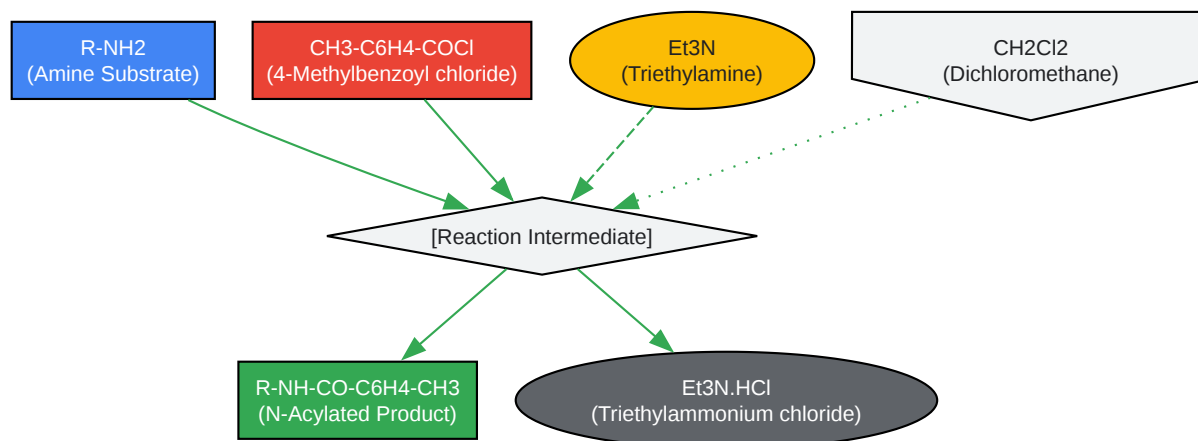 R-NH2
(Amine Substrate)
CH3-C6H4-COCl
(4-Methylbenzoyl chloride)
Et3N
(Triethylamine)
CH2Cl2
(Dichloromethane)
[Reaction Intermediate]
R-NH-CO-C6H4-CH3
(N-Acylated Product)
Et3N.HCl
(Triethylammonium chloride)